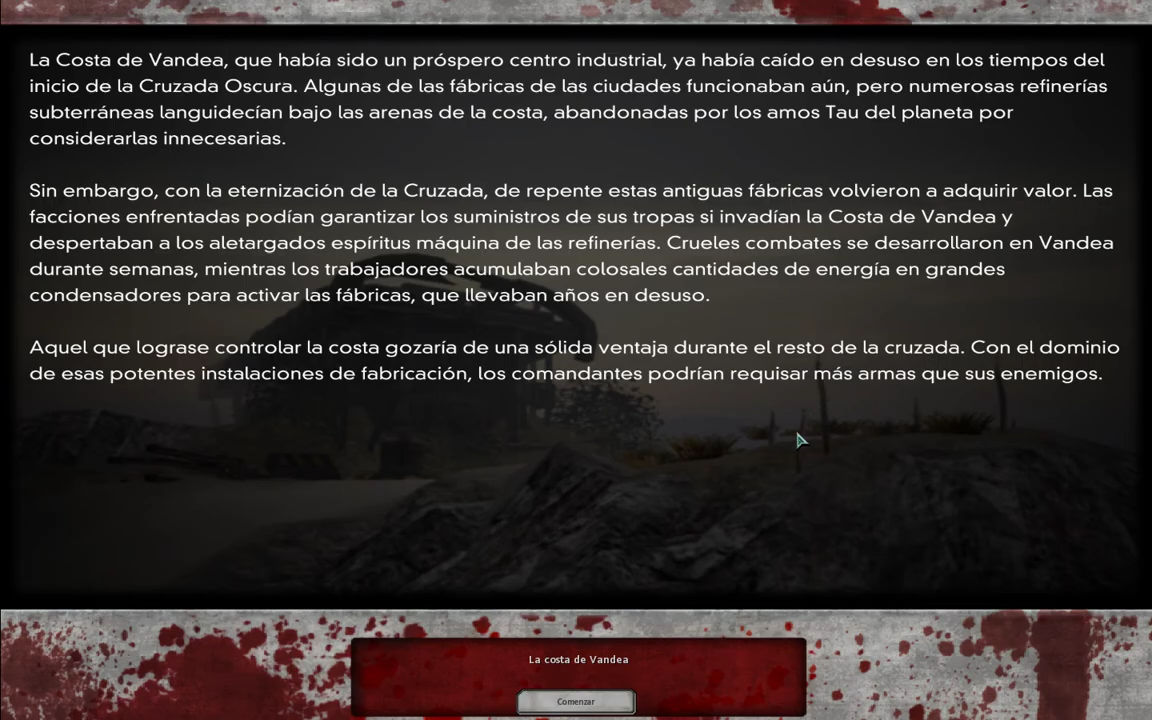 La Costa de Vandea, que había sido un próspero centro industrial, ya había caído en desuso en los tiempos del
inicio de la Cruzada Oscura. Algunas de las fábricas de las ciudades funcionaban aún, pero numerosas refinerías
subterráneas languidecían bajo las arenas de la costa, abandonadas por los amos Tau del planeta por
considerarlas innecesarias.
Sin embargo, con la eternización de la Cruzada, de repente estas antiguas fábricas volvieron a adquirir valor. Las
facciones enfrentadas podían garantizar los suministros de sus tropas si invadían la Costa de Vandea y
despertaban a los aletargados espíritus máquina de las refinerías. Crueles combates se desarrollaron en Vandea
durante semanas, mientras los trabajadores acumulaban colosales cantidades de energía en grandes
condensadores para activar las fábricas, que llevaban años en desuso.
Aquel que lograse controlar la costa gozaría de una sólida ventaja durante el resto de la cruzada. Con el dominio
de esas potentes instalaciones de fabricación, los comandantes podrían requisar más armas que sus enemigos.
La costa de Vandea
Comenzar